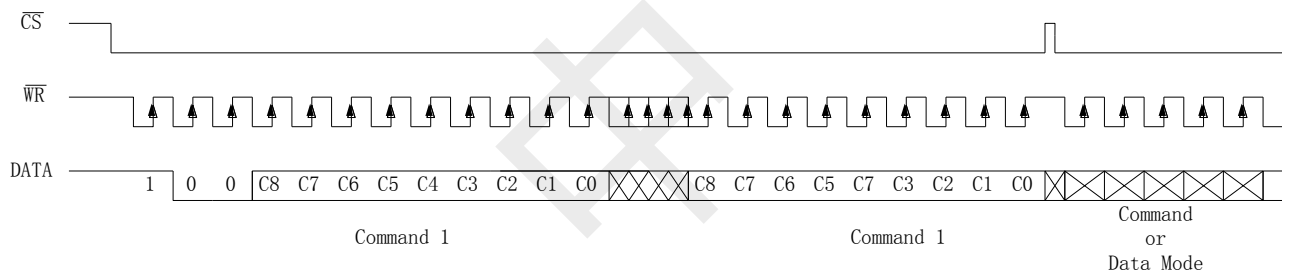 CS
WR
DATA 1 0 0 C8 C7 C6 C5 C4 C3 C2 C1 C0 C8 C7 C6 C5 C7 C3 C2 C1 C0
Command 1 Command 1 Command
or
Data Mode